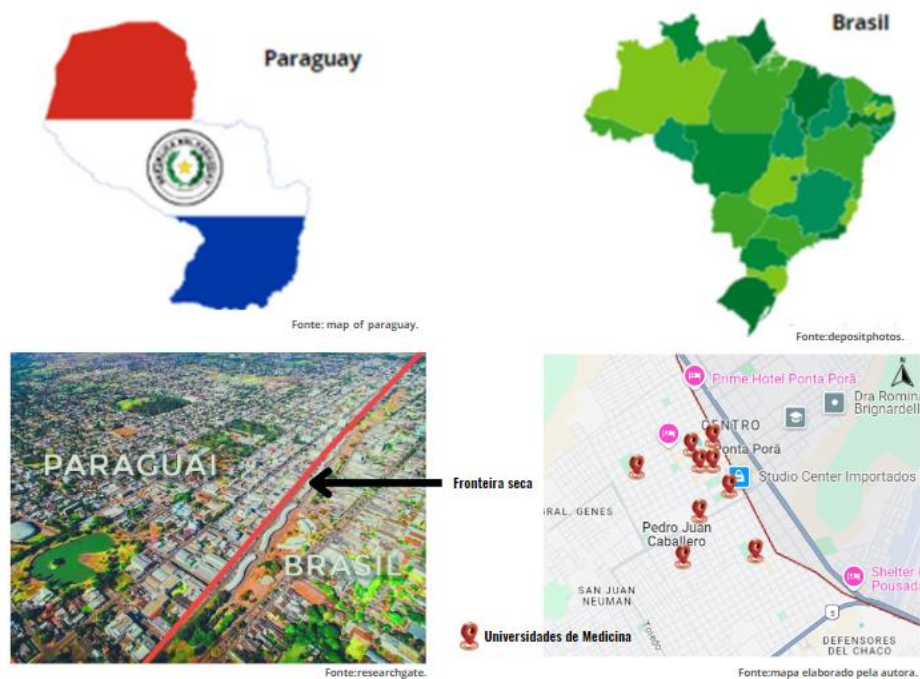 Paraguay
Brasil
Fonte: map of paraguay.
Fonte:depositphotos.
PARAGUAI
BRASIL
Fronteira seca
Prime Hotel Ponta Porã
Dra Romina
Brignardell
CENTRO
Ponta Porã
Studio Center Importados
GRAL. GENES
Pedro Juan
Caballero
SAN JUAN
NEUMAN
Toledo
Shelter
Pousada
5
DEFENSORES
DEL CHACO
N
Universidades de Medicina
Fonte:researchgate.
Fonte:mapa elaborado pela autora.